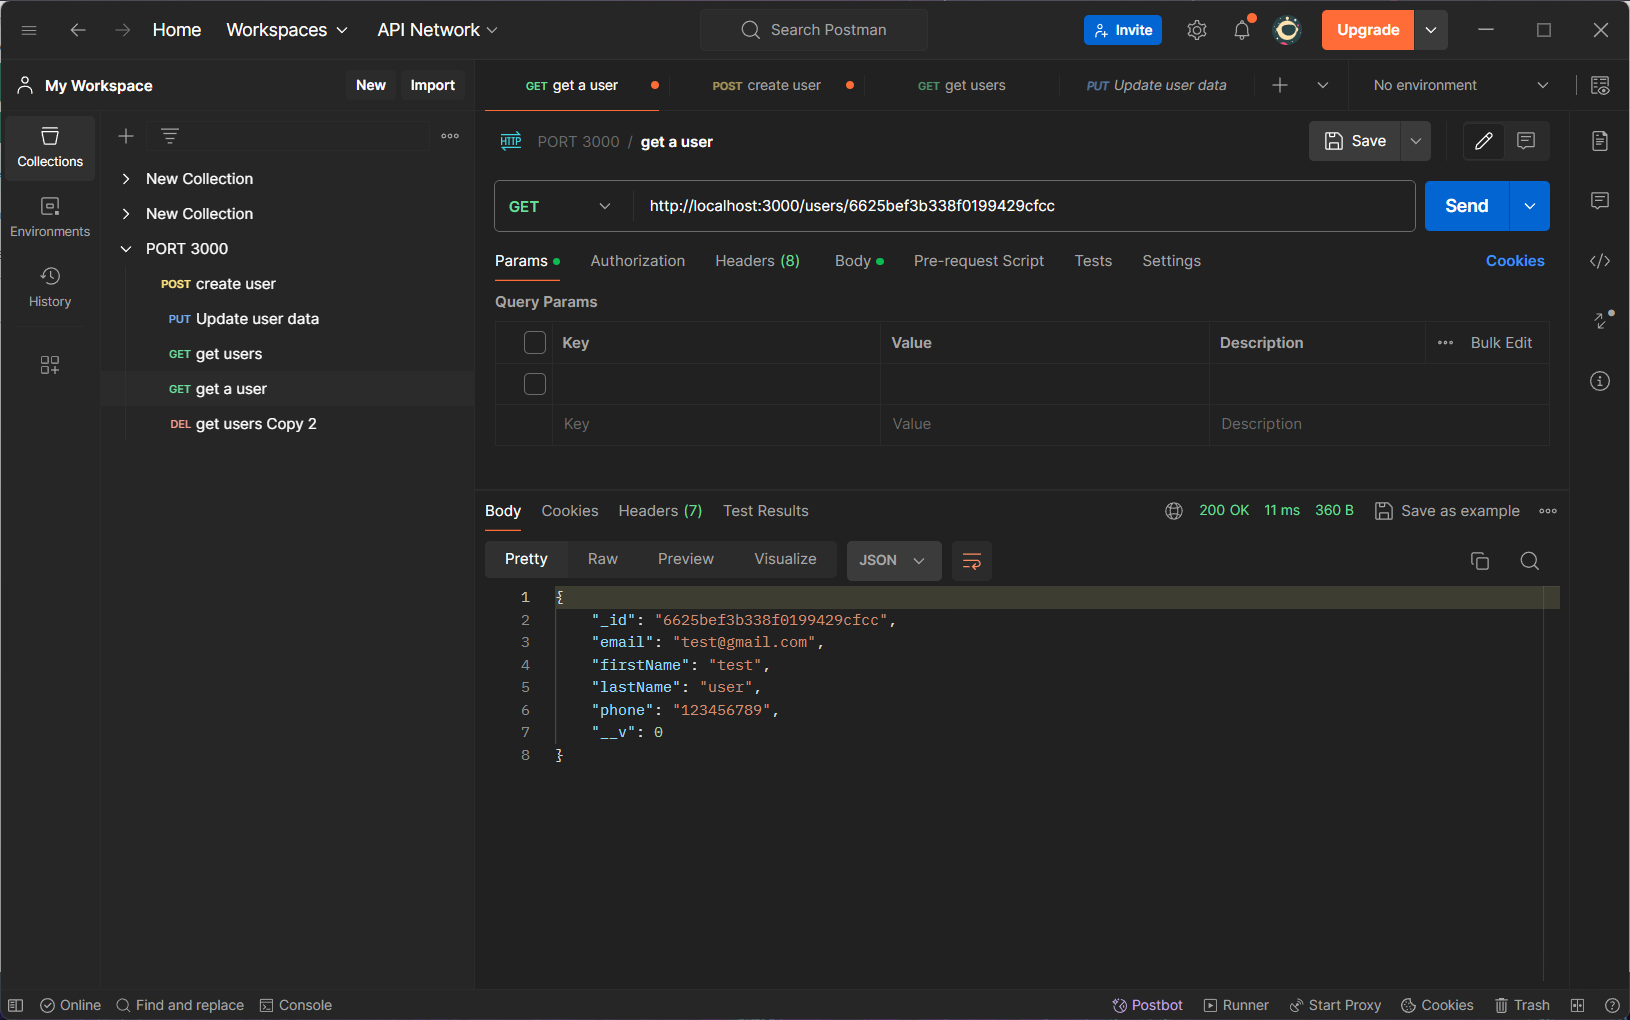 Home Workspaces API Network Search Postman Invite Upgrade
My Workspace New Import GET get a user POST create user GET get users PUT Update user data No environment
Collections
Environments
History
New Collection
New Collection
PORT 3000
POST create user
PUT Update user data
GET get users
GET get a user
DEL get users Copy 2
HTTP PORT 3000 / get a user Save
GET http://localhost:3000/users/6625bef3b338f0199429cfcc Send
Params Authorization Headers (8) Body Pre-request Script Tests Settings Cookies
Query Params
Key Value Description Bulk Edit
Key Value Description
Body Cookies Headers (7) Test Results 200 OK 11 ms 360 B Save as example
Pretty Raw Preview Visualize JSON
1 {
2 "_id": "6625bef3b338f0199429cfcc",
3 "email": "test@gmail.com",
4 "firstName": "test",
5 "lastName": "user",
6 "phone": "123456789",
7 "__v": 0
8 }
Online Find and replace Console Postbot Runner Start Proxy Cookies Trash